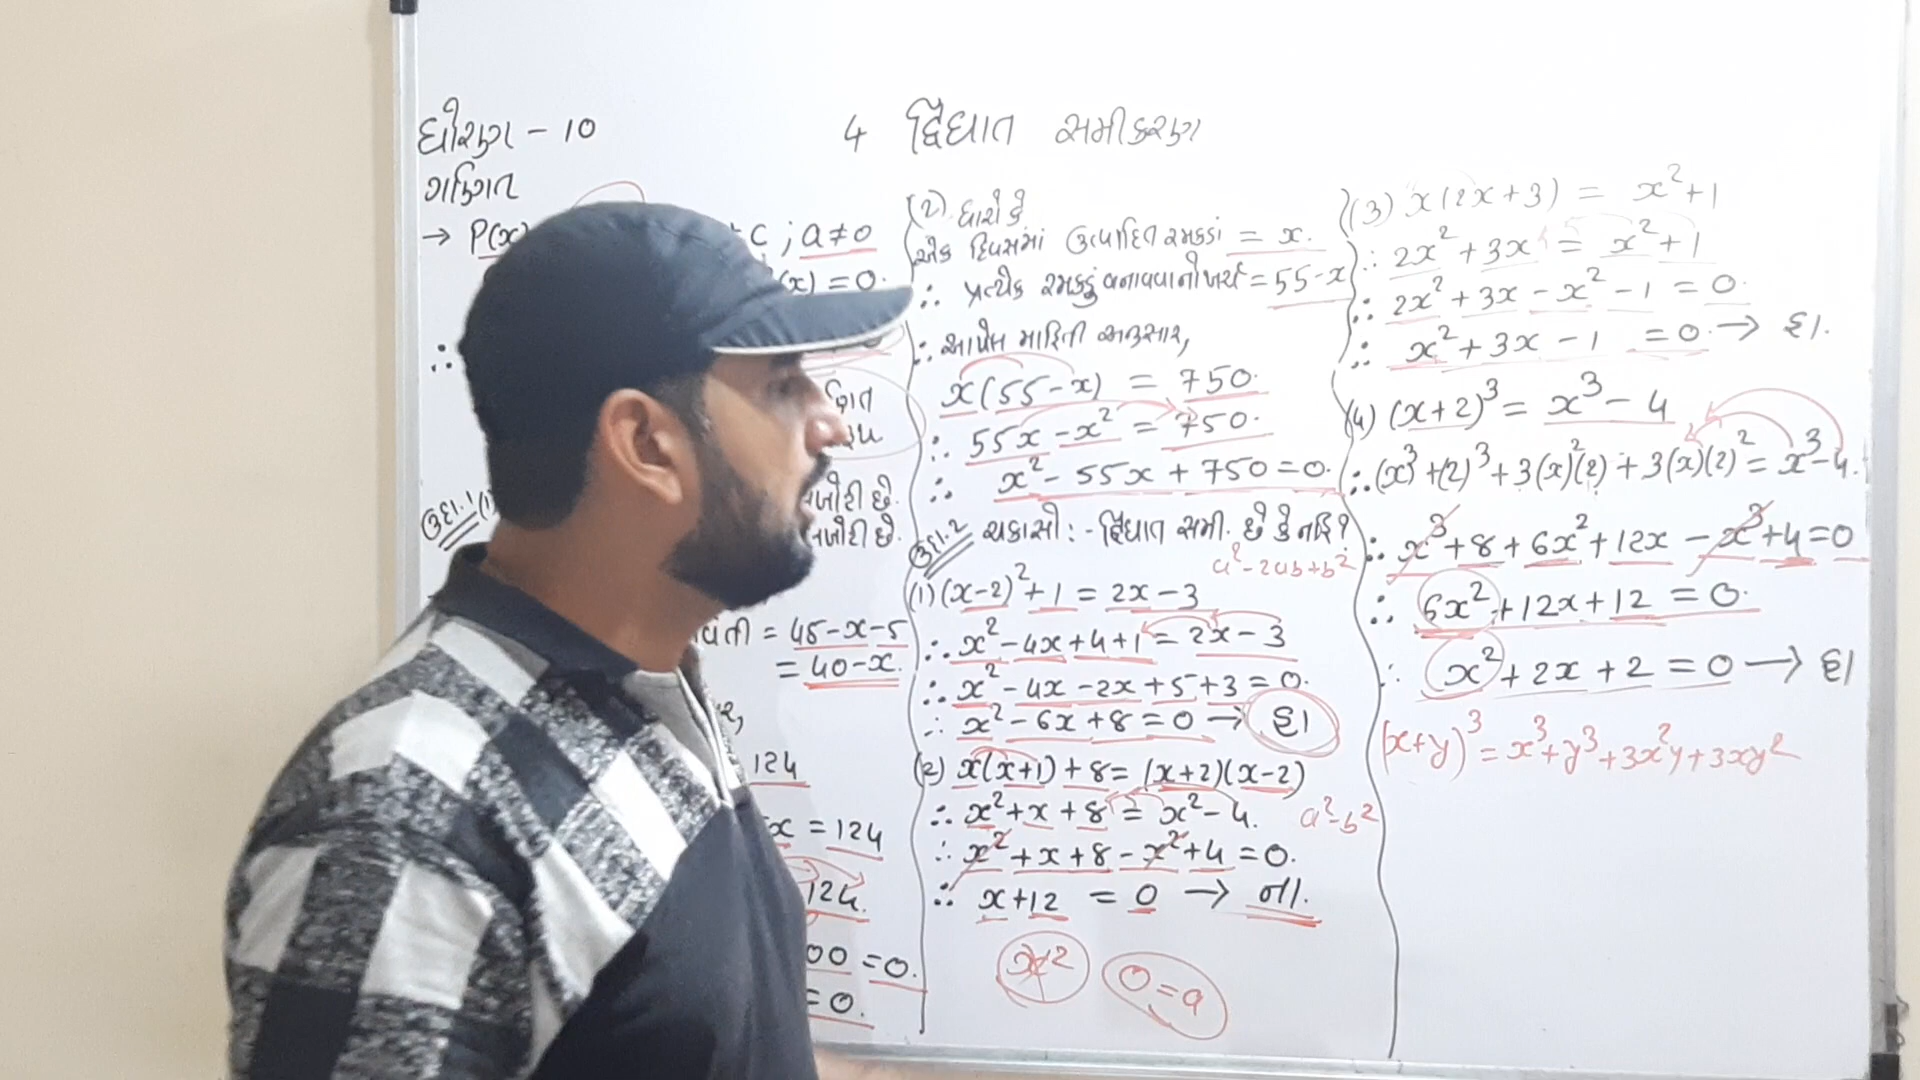 ધોરણ - 10
ગણિત
4 દ્વિઘાત સમીકરણ
→ P(x) + c ; a ≠ 0
(x) = 0.
∴
ઉદા.1 (1)
= 45 - x - 5
= 40 - x.
124
x = 124
124.
00 = 0.
= 0.
(2) ધારો કે
એક દિવસમાં ઉત્પાદિત રમકડાં = x.
∴ પ્રત્યેક રમકડું બનાવવાનો ખર્ચ = 55 - x
∴ આપેલ માહિતી અનુસાર,
x(55 - x) = 750.
∴ 55x - x² = 750.
∴ x² - 55x + 750 = 0.
ઉદા.2 ચકાસો :- દ્વિઘાત સમી. છે કે નહિ ?
a² - 2ab + b²
(1) (x-2)² + 1 = 2x - 3
∴ x² - 4x + 4 + 1 = 2x - 3
∴ x² - 4x - 2x + 5 + 3 = 0.
∴ x² - 6x + 8 = 0 → હા
(2) x(x+1) + 8 = (x+2)(x-2)
∴ x² + x + 8 = x² - 4.
a² - b²
∴ x² + x + 8 - x² + 4 = 0.
∴ x + 12 = 0 → ના.
x²
0 = a
(3) x(2x+3) = x² + 1
∴ 2x² + 3x = x² + 1
∴ 2x² + 3x - x² - 1 = 0.
∴ x² + 3x - 1 = 0. → હા.
(4) (x+2)³ = x³ - 4
∴ (x³ + (2)³ + 3(x)²(2) + 3(x)(2)² = x³ - 4.
∴ x³ + 8 + 6x² + 12x - x³ + 4 = 0
∴ 6x² + 12x + 12 = 0.
∴ x² + 2x + 2 = 0 → હા
(x+y)³ = x³ + y³ + 3x²y + 3xy²